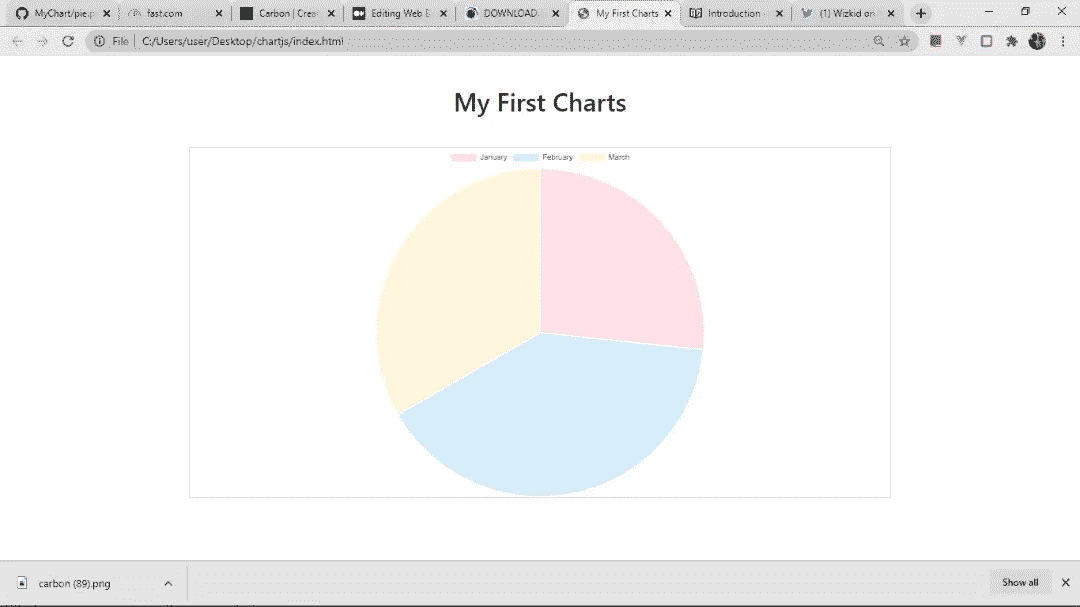 MyChart/pie.p
fast.com
Carbon | Crea
Editing Web E
DOWNLOAD
My First Charts
Introduction
(1) Wizkid on
File
C:/Users/user/Desktop/chartjs/index.html
My First Charts
January February March
carbon (89).png
Show all